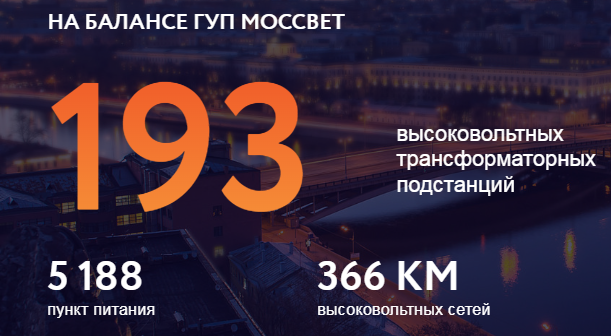 НА БАЛАНСЕ ГУП МОССВЕТ
193
высоковольтных
трансформаторных
подстанций
5 188
пункт питания
366 КМ
высоковольтных сетей